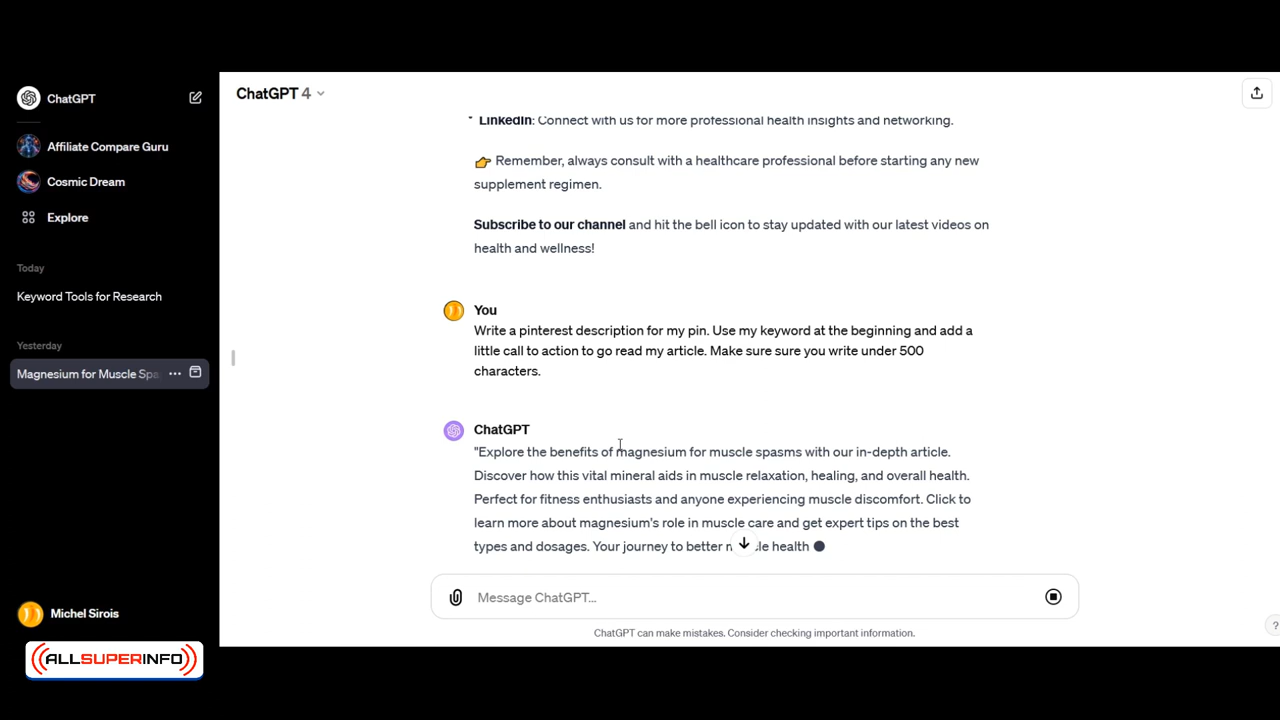 ChatGPT
Affiliate Compare Guru
Cosmic Dream
Explore
Today
Keyword Tools for Research
Yesterday
Magnesium for Muscle Spa
Michel Sirois
ALLSUPERINFO
ChatGPT 4
LinkedIn: Connect with us for more professional health insights and networking.
👉 Remember, always consult with a healthcare professional before starting any new
supplement regimen.
Subscribe to our channel and hit the bell icon to stay updated with our latest videos on
health and wellness!
You
Write a pinterest description for my pin. Use my keyword at the beginning and add a
little call to action to go read my article. Make sure sure you write under 500
characters.
ChatGPT
"Explore the benefits of magnesium for muscle spasms with our in-depth article.
Discover how this vital mineral aids in muscle relaxation, healing, and overall health.
Perfect for fitness enthusiasts and anyone experiencing muscle discomfort. Click to
learn more about magnesium's role in muscle care and get expert tips on the best
types and dosages. Your journey to better muscle health
Message ChatGPT...
ChatGPT can make mistakes. Consider checking important information.
?